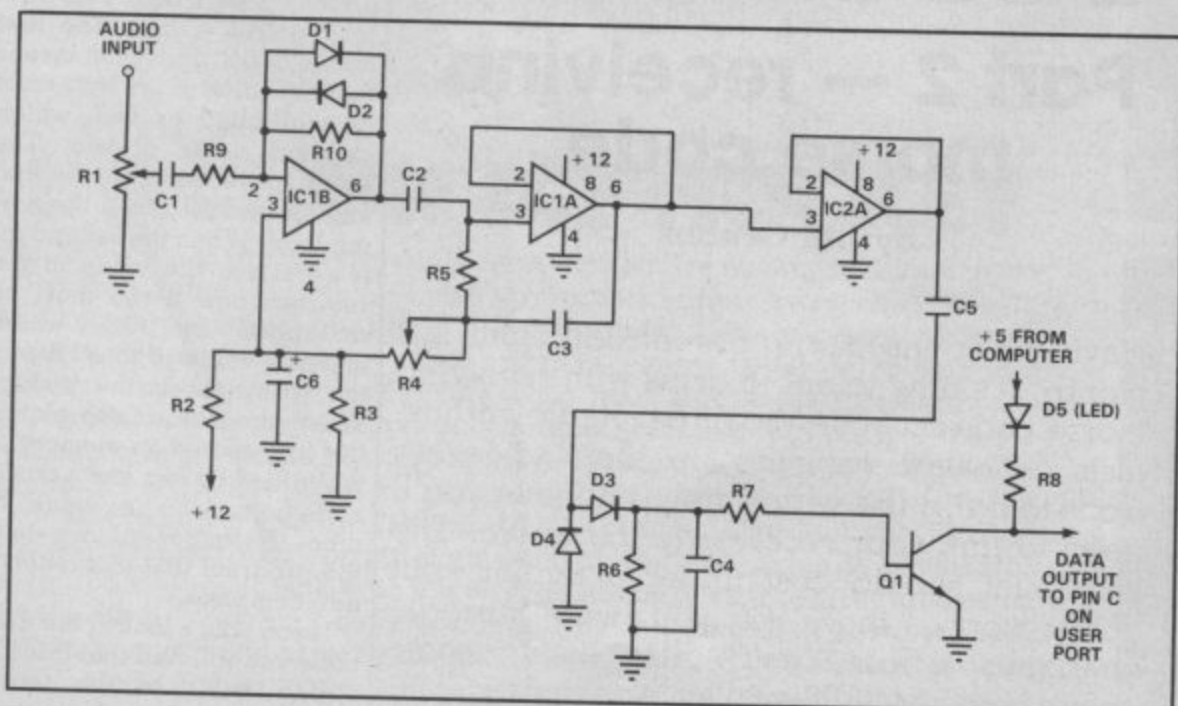 AUDIO
INPUT
D1
D2
R10
R1
C1
R9
2
3
IC1B
6
4
C2
R5
2
3
+12
8
6
IC1A
4
2
3
+12
8
6
IC2A
4
C5
C3
R4
R2
+
C6
R3
+12
+5 FROM
COMPUTER
D5 (LED)
R8
D3
D4
R6
C4
R7
Q1
DATA
OUTPUT
TO PIN C
ON
USER
PORT